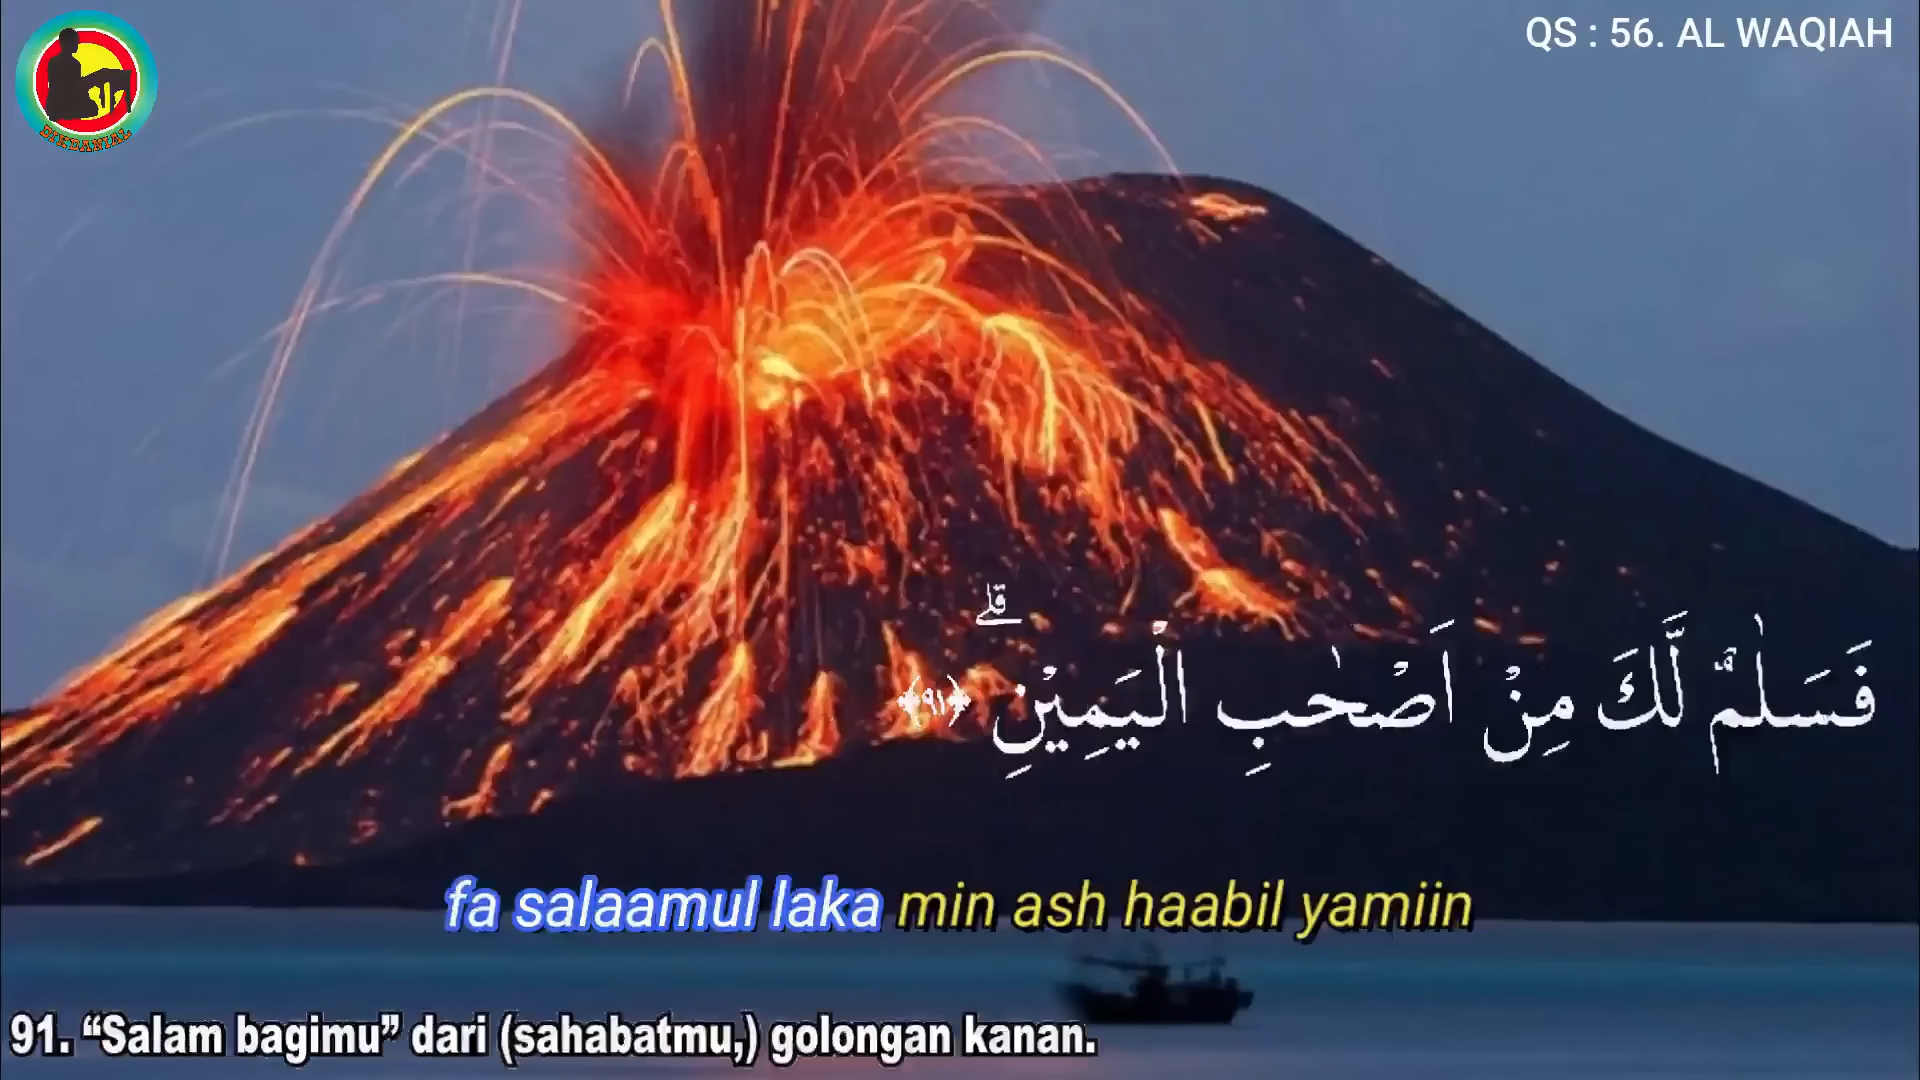 DIKDANIAL
QS : 56. AL WAQIAH
فَسَلٰمٌ لَّكَ مِنْ اَصْحٰبِ الْيَمِيْنِۗ ﴿٩١﴾
fa salaamul laka min ash haabil yamiin
91. “Salam bagimu” dari (sahabatmu,) golongan kanan.